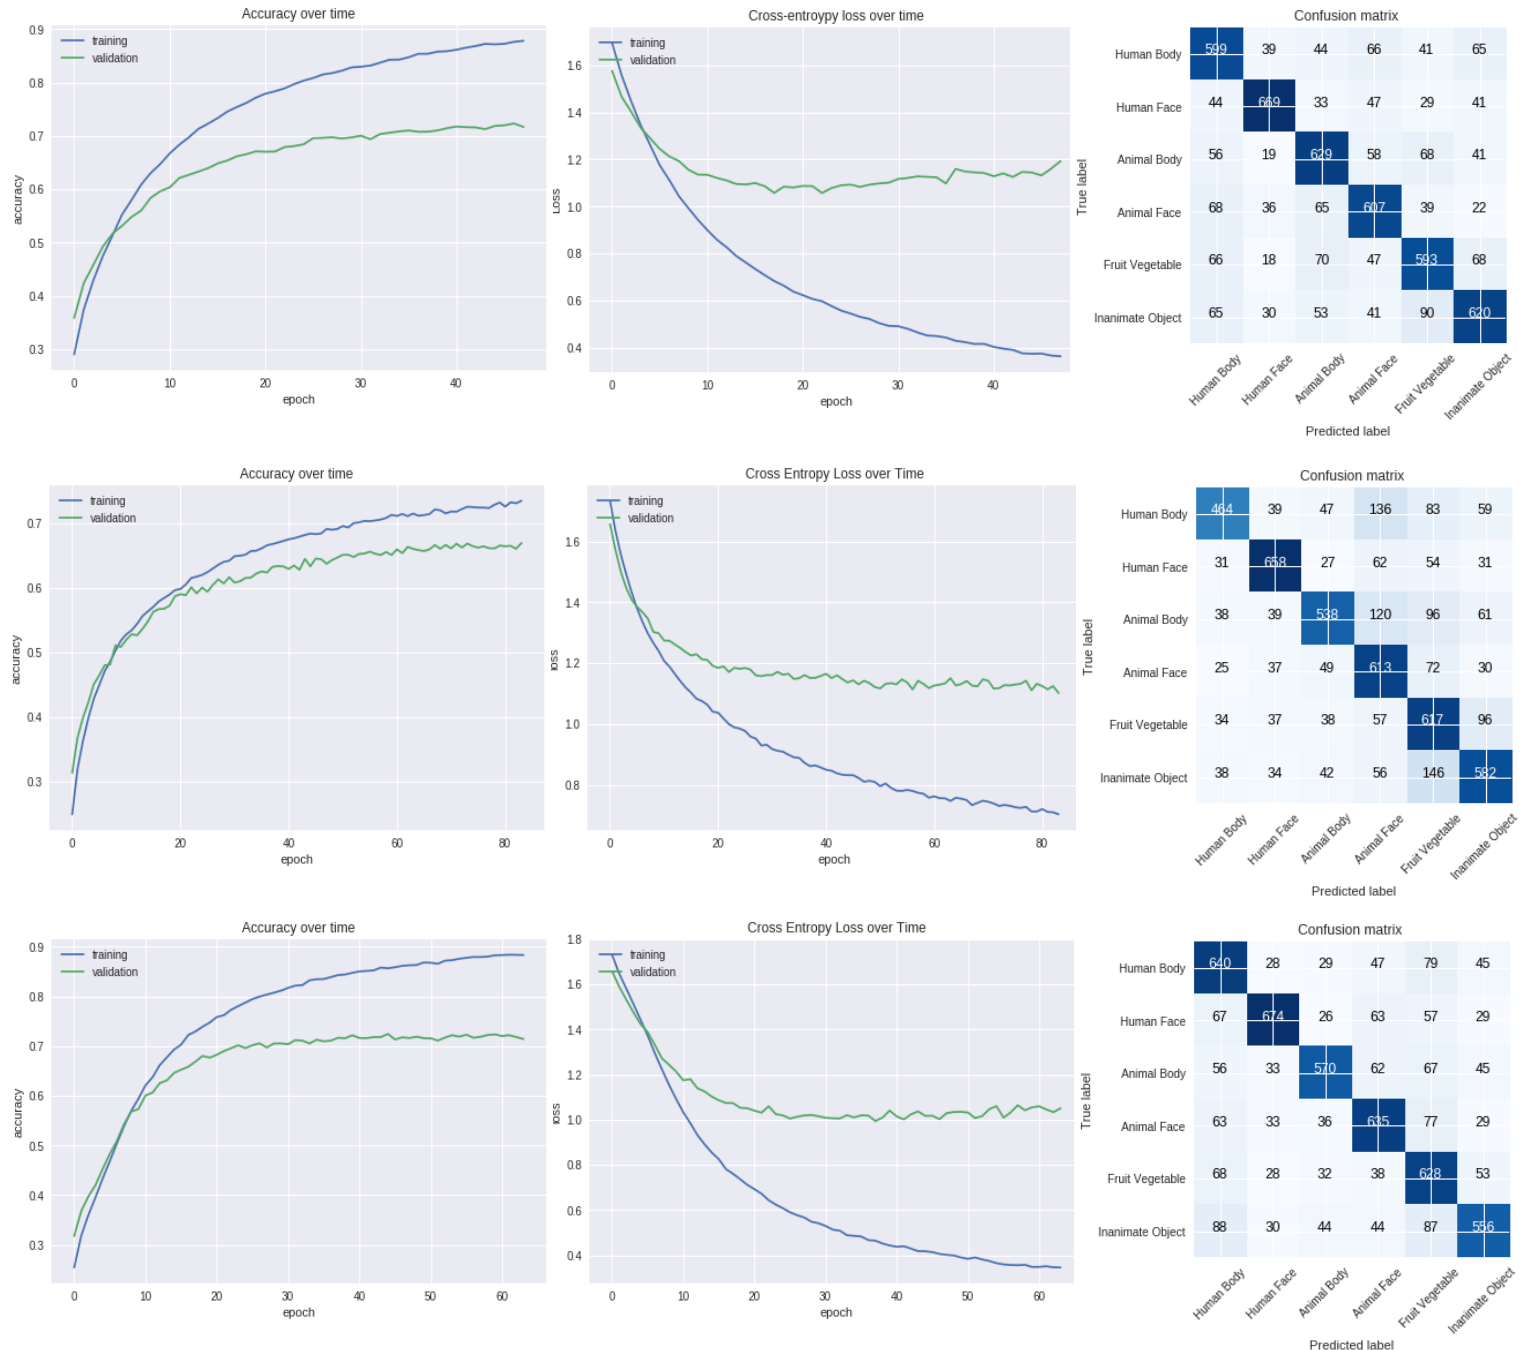 Accuracy over time
training
validation
0.9
0.8
0.7
0.6
0.5
0.4
0.3
accuracy
0 10 20 30 40
epoch
Cross-entroypy loss over time
training
validation
1.6
1.4
1.2
1.0
0.8
0.6
0.4
Loss
0 10 20 30 40
epoch
Confusion matrix
True label
Human Body 599 39 44 66 41 65
Human Face 44 669 33 47 29 41
Animal Body 56 19 629 58 68 41
Animal Face 68 36 65 607 39 22
Fruit Vegetable 66 18 70 47 593 68
Inanimate Object 65 30 53 41 90 620
Human Body Human Face Animal Body Animal Face Fruit Vegetable Inanimate Object
Predicted label
Accuracy over time
training
validation
0.7
0.6
0.5
0.4
0.3
accuracy
0 20 40 60 80
epoch
Cross Entropy Loss over Time
training
validation
1.6
1.4
1.2
1.0
0.8
loss
0 20 40 60 80
epoch
Confusion matrix
True label
Human Body 464 39 47 136 83 59
Human Face 31 658 27 62 54 31
Animal Body 38 39 538 120 96 61
Animal Face 25 37 49 613 72 30
Fruit Vegetable 34 37 38 57 617 96
Inanimate Object 38 34 42 56 146 582
Human Body Human Face Animal Body Animal Face Fruit Vegetable Inanimate Object
Predicted label
Accuracy over time
training
validation
0.9
0.8
0.7
0.6
0.5
0.4
0.3
accuracy
0 10 20 30 40 50 60
epoch
Cross Entropy Loss over Time
training
validation
1.8
1.6
1.4
1.2
1.0
0.8
0.6
0.4
loss
0 10 20 30 40 50 60
epoch
Confusion matrix
True label
Human Body 640 28 29 47 79 45
Human Face 67 674 26 63 57 29
Animal Body 56 33 570 62 67 45
Animal Face 63 33 36 635 77 29
Fruit Vegetable 68 28 32 38 628 53
Inanimate Object 88 30 44 44 87 556
Human Body Human Face Animal Body Animal Face Fruit Vegetable Inanimate Object
Predicted label